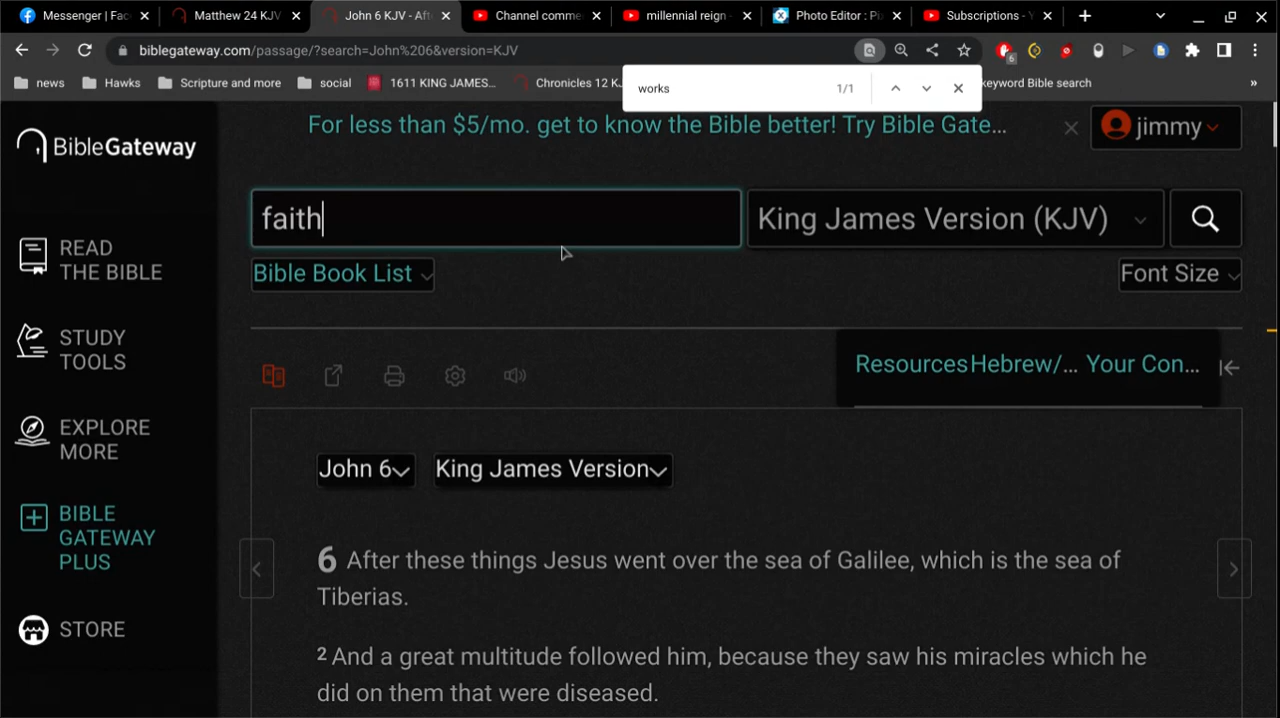 Messenger | Fac
Matthew 24 KJV
John 6 KJV - Afte
Channel comme
millennial reign -
Photo Editor : Pi
Subscriptions - Y
biblegateway.com/passage/?search=John%206&version=KJV
6
news
Hawks
Scripture and more
social
1611 KING JAMES...
Chronicles 12 KJ
works
1/1
keyword Bible search
»
BibleGateway
For less than $5/mo. get to know the Bible better! Try Bible Gate...
jimmy
faith
King James Version (KJV)
Bible Book List
Font Size
READ
THE BIBLE
STUDY
TOOLS
EXPLORE
MORE
BIBLE
GATEWAY
PLUS
STORE
Resources
Hebrew/...
Your Con...
John 6
King James Version
6 After these things Jesus went over the sea of Galilee, which is the sea of
Tiberias.
2 And a great multitude followed him, because they saw his miracles which he
did on them that were diseased.